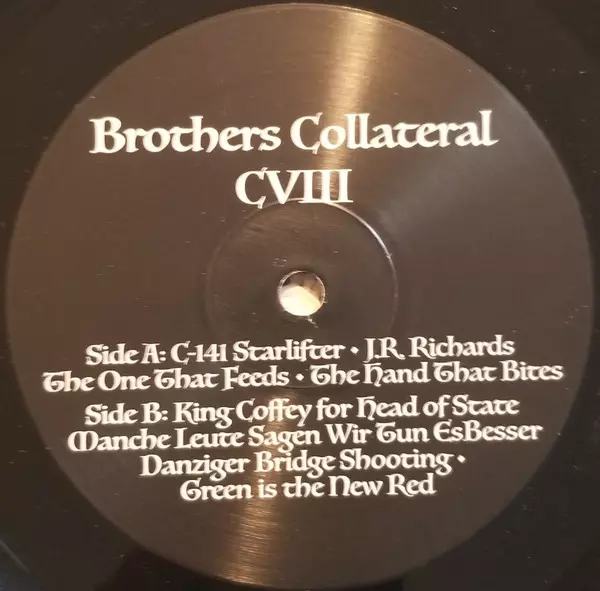 Brothers Collateral
CVIII
Side A: C-141 Starlifter • J.R. Richards
The One That Feeds • The Hand That Bites
Side B: King Coffey for Head of State
Manche Leute Sagen Wir Tun EsBesser
Danziger Bridge Shooting •
Green is the New Red